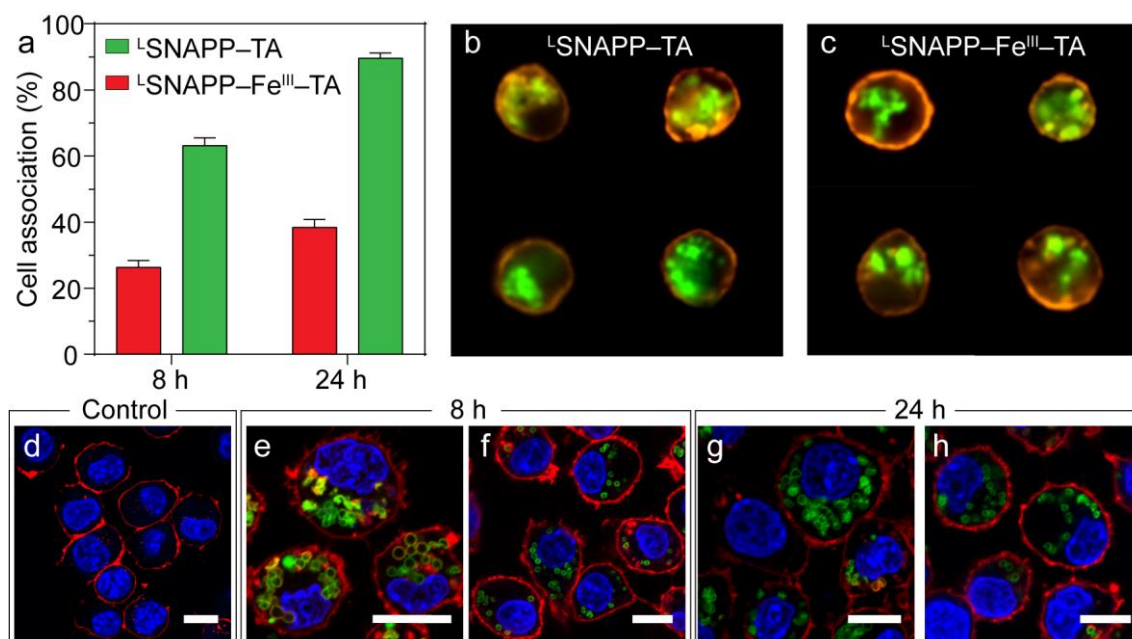 a
ᴸSNAPP–TA
ᴸSNAPP–Feᴵᴵᴵ–TA
Cell association (%)
100
80
60
40
20
0
8 h
24 h
b
ᴸSNAPP–TA
c
ᴸSNAPP–Feᴵᴵᴵ–TA
Control
8 h
24 h
d
e
f
g
h